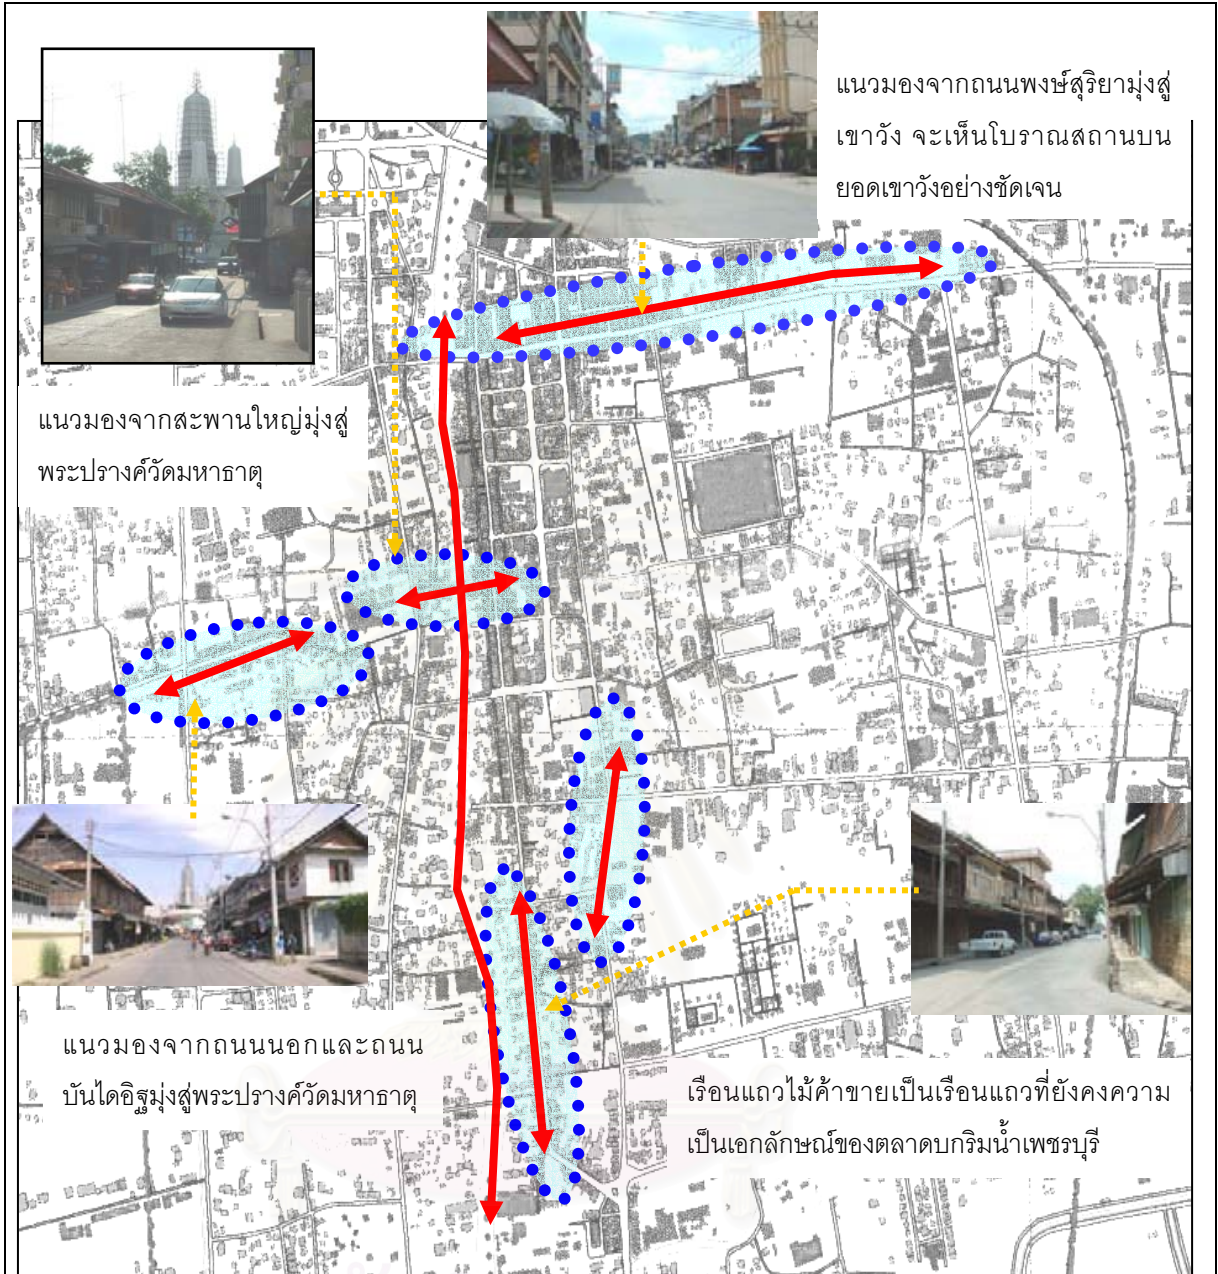 แนวมองจากถนนพงษ์สุริยามุ่งสู่
เขาวัง จะเห็นโบราณสถานบน
ยอดเขาวังอย่างชัดเจน
แนวมองจากสะพานใหญ่มุ่งสู่
พระปรางค์วัดมหาธาตุ
แนวมองจากถนนนอกและถนน
บันไดอิฐมุ่งสู่พระปรางค์วัดมหาธาตุ
เรือนแถวไม้ค้าขายเป็นเรือนแถวที่ยังคงความ
เป็นเอกลักษณ์ของตลาดบกริมน้ำเพชรบุรี